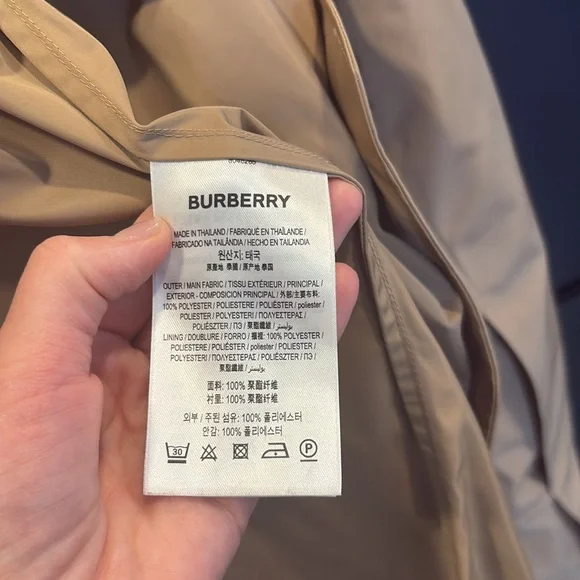 BURBERRY
MADE IN THAILAND / FABRIQUÉ EN THAÏLANDE /
FABRICADO NA TAILÂNDIA / HECHO EN TAILANDIA
원산지: 태국
原產地 泰國 / 原产地 泰国
OUTER / MAIN FABRIC / TISSU EXTÉRIEUR / PRINCIPAL /
EXTERIOR - COMPOSICIÓN PRINCIPAL / 外部/主要布料:
100% POLYESTER / POLIESTERE / POLIÉSTER /
poliester / POLYESTERI / ΠΟΛΥΕΣΤΕΡΑΣ /
POLIÉSZTER / ПЭ / 聚酯纖維 / بوليستر
LINING / DOUBLURE / FORRO / 襯裡: 100% POLYESTER /
POLIESTERE / POLIÉSTER / poliester / POLIESTER /
POLYESTERI / ΠΟΛΥΕΣΤΕΡΑΣ / POLIÉSZTER / ПЭ /
聚酯纖維 / بوليستر
面料: 100% 聚酯纤维
衬里: 100% 聚酯纤维
외부 / 주된 섬유: 100% 폴리에스터
안감: 100% 폴리에스터
30 P